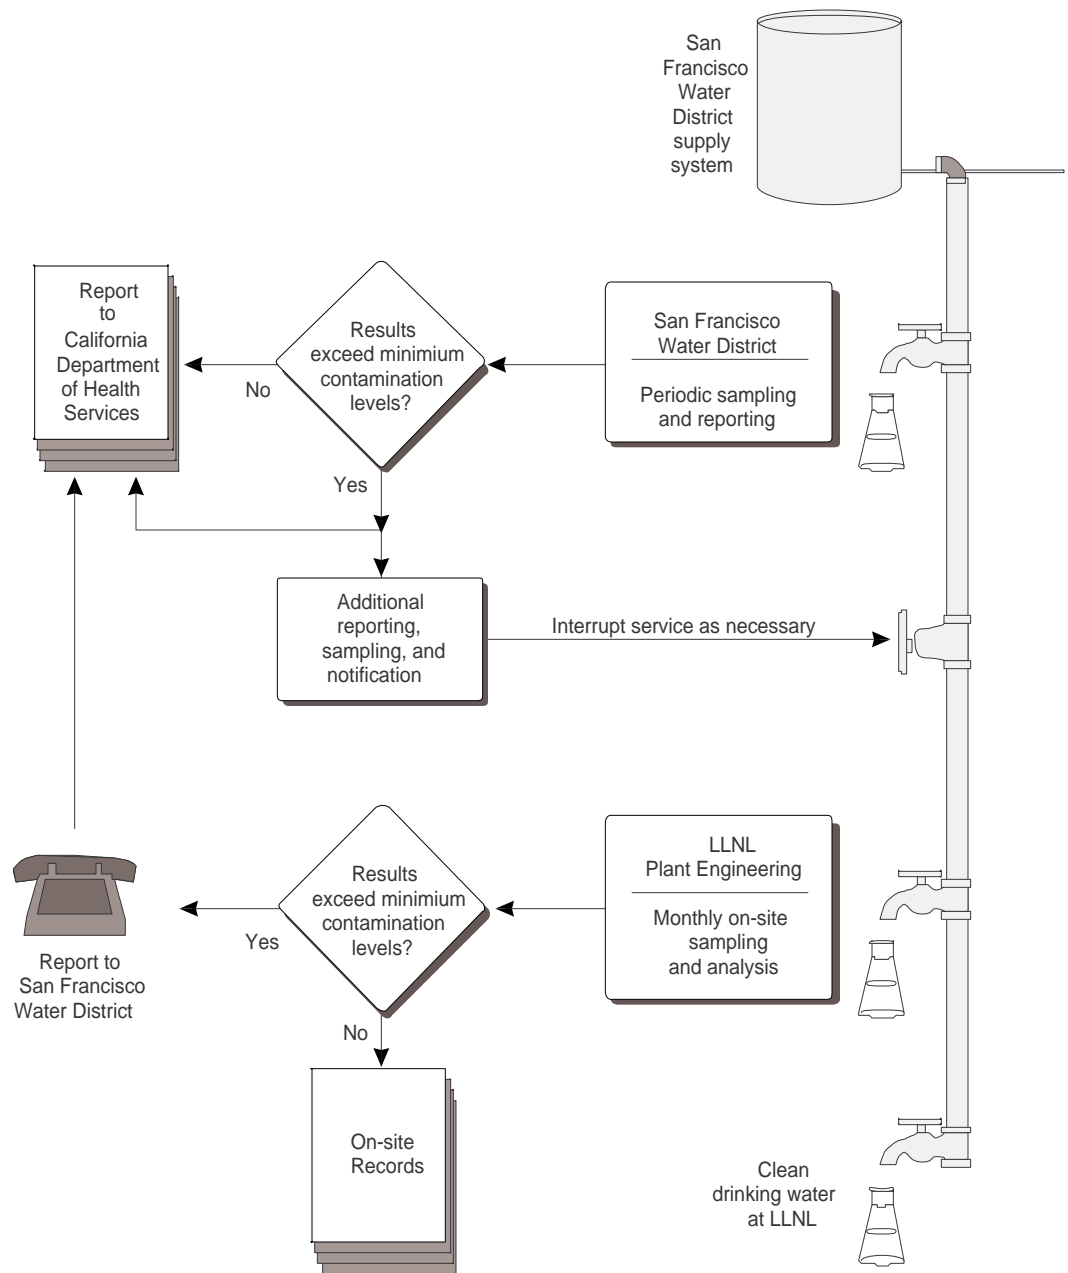 San
Francisco
Water
District
supply
system
Report
to
California
Department
of Health
Services
Results
exceed minimium
contamination
levels?
No
San Francisco
Water District
Periodic sampling
and reporting
Yes
Additional
reporting,
sampling, and
notification
Interrupt service as necessary
Report to
San Francisco
Water District
Yes
Results
exceed minimium
contamination
levels?
LLNL
Plant Engineering
Monthly on-site
sampling
and analysis
No
On-site
Records
Clean
drinking water
at LLNL